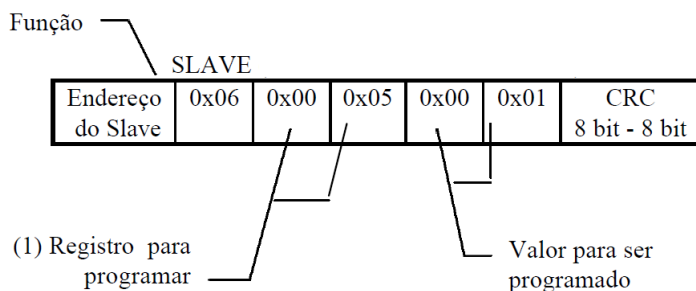 Função
SLAVE
Endereço do Slave
0x06
0x00
0x05
0x00
0x01
CRC
8 bit - 8 bit
(1) Registro para
programar
Valor para ser
programado